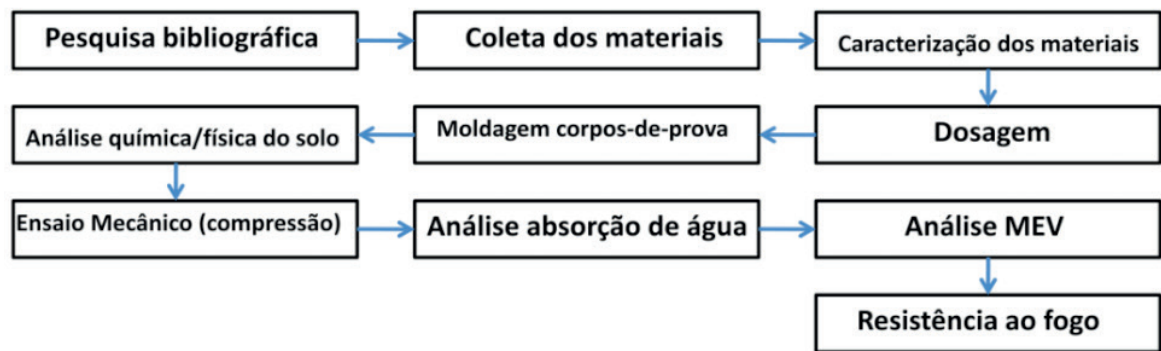 Pesquisa bibliográfica
Coleta dos materiais
Caracterização dos materiais
Dosagem
Moldagem corpos-de-prova
Análise química/física do solo
Ensaio Mecânico (compressão)
Análise absorção de água
Análise MEV
Resistência ao fogo